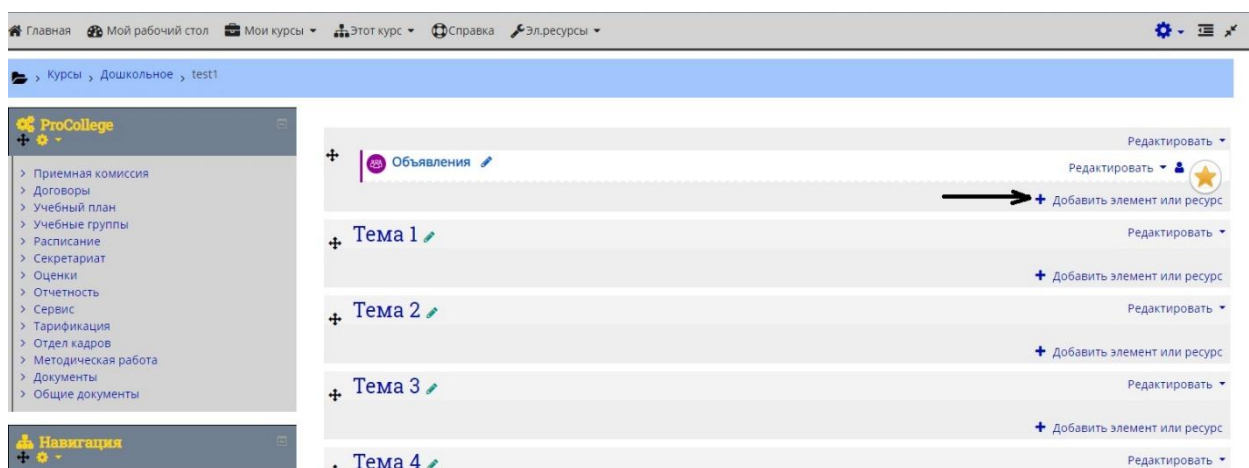 Главная Мой рабочий стол Мои курсы Этот курс Справка Эл.ресурсы
Курсы Дошкольное test1
ProCollege
Приемная комиссия
Договоры
Учебный план
Учебные группы
Расписание
Секретариат
Оценки
Отчетность
Сервис
Тарификация
Отдел кадров
Методическая работа
Документы
Общие документы
Навигация
Редактировать
Объявления
Редактировать
Добавить элемент или ресурс
Тема 1
Редактировать
Добавить элемент или ресурс
Тема 2
Редактировать
Добавить элемент или ресурс
Тема 3
Редактировать
Добавить элемент или ресурс
Тема 4
Редактировать